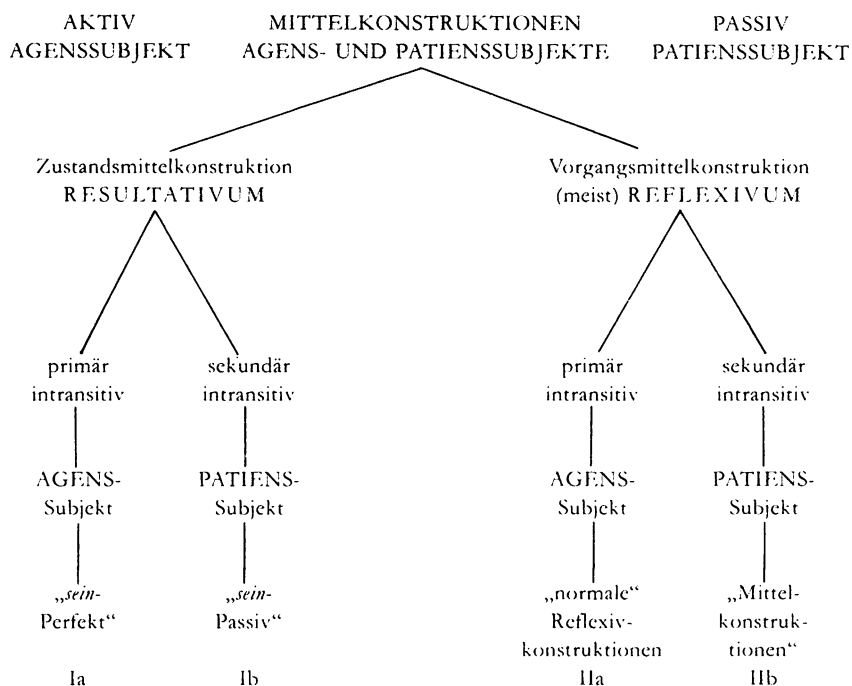 AKTIV MITTELKONSTRUKTIONEN PASSIV
AGENSSUBJEKT AGENS- UND PATIENSSUBJEKTE PATIENSSUBJEKT
Zustandsmittelkonstruktion Vorgangsmittelkonstruktion
RESULTATIVUM (meist) REFLEXIVUM
primär sekundär primär sekundär
intransitiv intransitiv intransitiv intransitiv
AGENS- PATIENS- AGENS- PATIENS-
Subjekt Subjekt Subjekt Subjekt
„sein- „sein- „normale“ „Mittel-
Perfekt“ Passiv“ Reflexiv- konstruk-
konstruktionen tionen“
Ia Ib IIa IIb